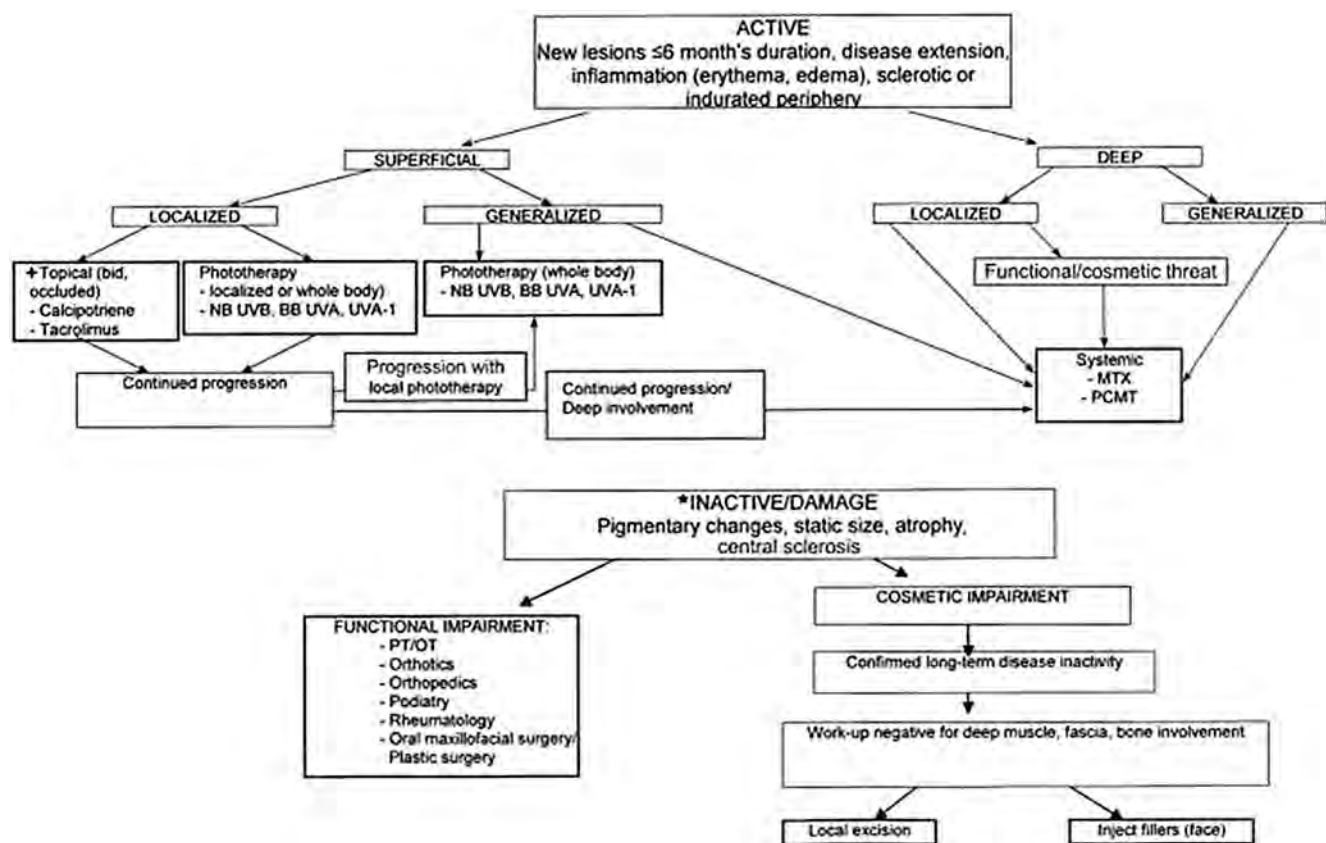 ACTIVE
New lesions ≤6 month's duration, disease extension,
inflammation (erythema, edema), sclerotic or
indurated periphery
SUPERFICIAL
DEEP
LOCALIZED
GENERALIZED
LOCALIZED
GENERALIZED
+Topical (bid,
occluded)
- Calcipotriene
- Tacrolimus
Phototherapy
- localized or whole body)
- NB UVB, BB UVA, UVA-1
Phototherapy (whole body)
- NB UVB, BB UVA, UVA-1
Functional/cosmetic threat
Continued progression
Progression with
local phototherapy
Continued progression/
Deep involvement
Systemic
- MTX
- PCMT
*INACTIVE/DAMAGE
Pigmentary changes, static size, atrophy,
central sclerosis
FUNCTIONAL IMPAIRMENT:
- PT/OT
- Orthotics
- Orthopedics
- Podiatry
- Rheumatology
- Oral maxillofacial surgery/
Plastic surgery
COSMETIC IMPAIRMENT
Confirmed long-term disease inactivity
Work-up negative for deep muscle, fascia, bone involvement
Local excision
Inject fillers (face)